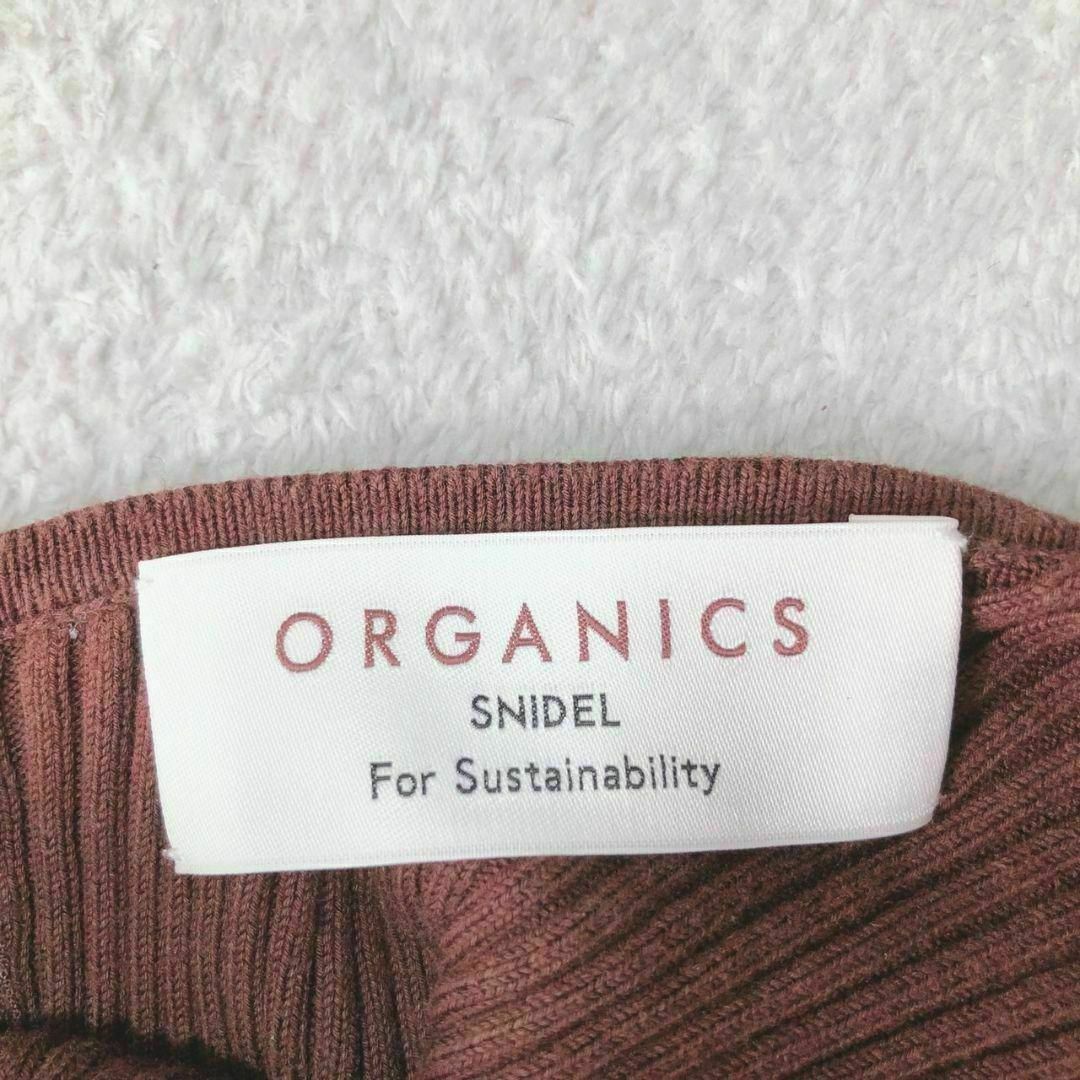 ORGANICS
SNIDEL
For Sustainability